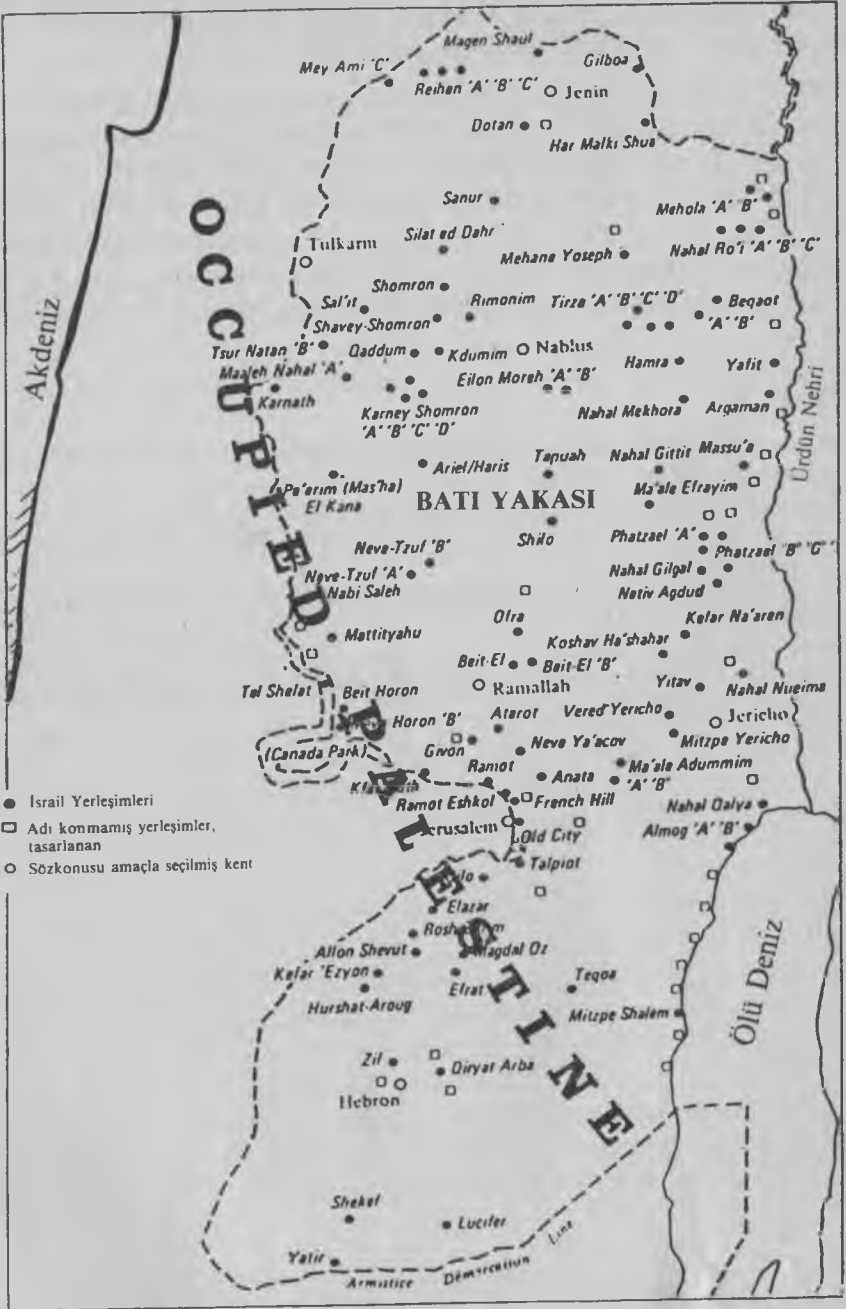 Magen Shaul
Mey Ami 'C'
Gilboa
Reihan 'A' 'B' 'C'
Jenin
Dotan
Har Malki Shua
OCCUPIED PALESTINE
Sanur
Mehola 'A' 'B'
Tulkarm
Silat ed Dahr
Mehane Yoseph
Nahal Ro'i 'A' 'B' 'C'
Akdeniz
Shomron
Sal'it
Rimonim
Tirza 'A' 'B' 'C' 'D'
Beqaot
'A' 'B'
Shavey-Shomron
Tsur Natan 'B'
Qaddum
Kdumim
Nablus
Hamra
Yafit
Maaleh Nahal 'A'
Eilon Moreh 'A' 'B'
Karnath
Karney Shomron
'A' 'B' 'C' 'D'
Nahal Mekhora
Argaman
Ürdün Nehri
Ariel/Haris
Tapuah
Nahal Gittit
Massu'a
Pe'erim (Mas'ha)
El Kana
BATI YAKASI
Ma'ale Efrayim
Shilo
Phatzael 'A'
Phatzael 'B' 'G'
Neve-Tzuf 'B'
Neve-Tzuf 'A'
Nabi Saleh
Nahal Gilgal
Nativ Agdud
Mattityahu
Ofra
Kefar Na'aren
Koshav Ha'shahar
Beit-El
Beit-El 'B'
Tel Shelat
Beit Horon
Ramallah
Yitav
Nahal Nueima
Horon 'B'
Atarot
Vered Yericho
Jericho
(Canada Park)
Givon
Neve Ya'acov
Mitzpe Yericho
Ramot
Anata
Ma'ale Adummim
'A' 'B'
Ramot Eshkol
French Hill
Nahal Qalya
Jerusalem
Old City
Almog 'A' 'B'
Talpiot
İsrail Yerleşimleri
Adı konmamış yerleşimler,
tasarlanan
Sözkonusu amaçla seçilmiş kent
Elazar
Allon Shevut
Magdal Oz
Kefar 'Ezyon
Efrat
Teqoa
Hurshat-Aroug
Mitzpe Shalem
Ölü Deniz
Zif
Qiryat Arba
Hebron
Shekef
Lucifer
Yatir
Armistice Demarcation Line